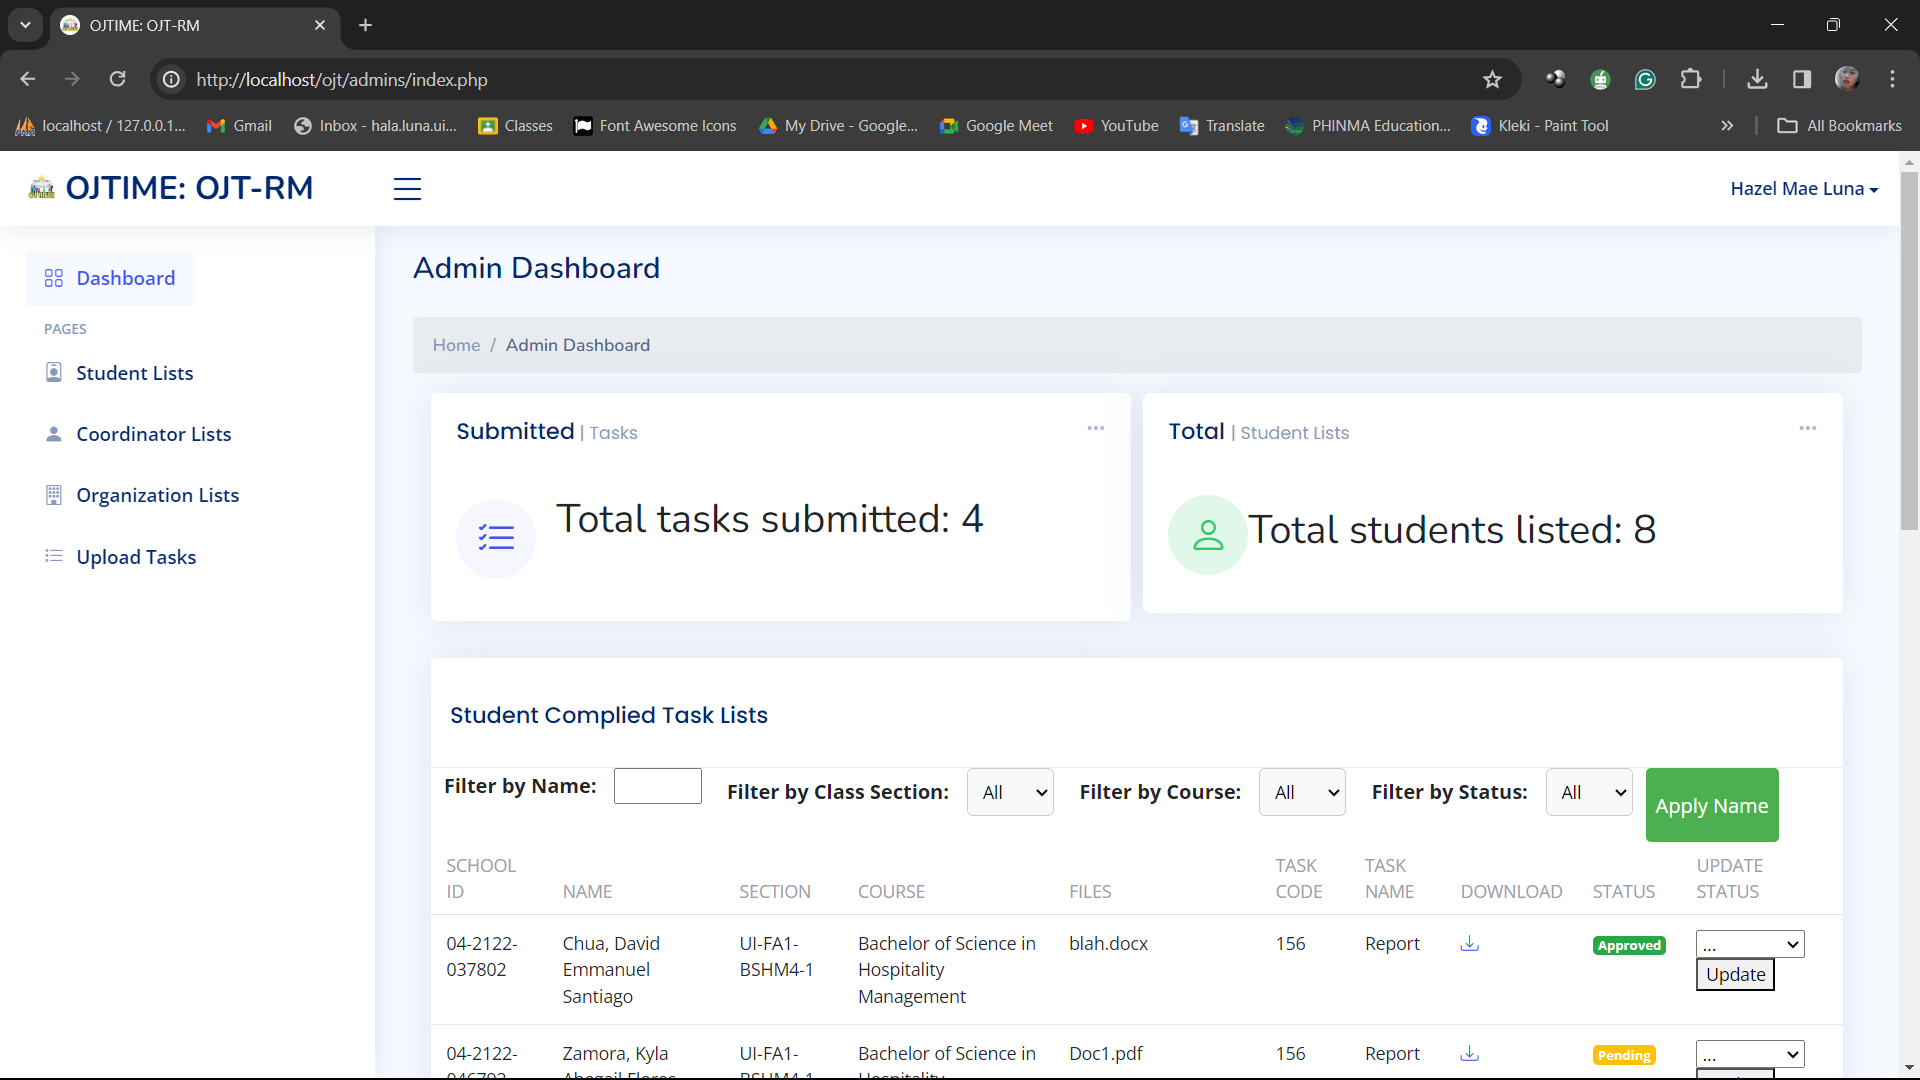 OJTIME: OJT-RM
http://localhost/ojt/admins/index.php
localhost / 127.0.0.1...
Gmail
Inbox - hala.luna.ui...
Classes
Font Awesome Icons
My Drive - Google...
Google Meet
YouTube
Translate
PHINMA Education...
Kleki - Paint Tool
All Bookmarks
OJTIME: OJT-RM
Hazel Mae Luna
Dashboard
PAGES
Student Lists
Coordinator Lists
Organization Lists
Upload Tasks
Admin Dashboard
Home / Admin Dashboard
Submitted | Tasks
Total tasks submitted: 4
Total | Student Lists
Total students listed: 8
Student Complied Task Lists
Filter by Name:
Filter by Class Section: All
Filter by Course: All
Filter by Status: All
Apply Name
SCHOOL ID
NAME
SECTION
COURSE
FILES
TASK CODE
TASK NAME
DOWNLOAD
STATUS
UPDATE STATUS
04-2122-
037802
Chua, David
Emmanuel
Santiago
UI-FA1-
BSHM4-1
Bachelor of Science in
Hospitality
Management
blah.docx
156
Report
Approved
...
Update
04-2122-
Zamora, Kyla
UI-FA1-
Bachelor of Science in
Doc1.pdf
156
Report
Pending
...